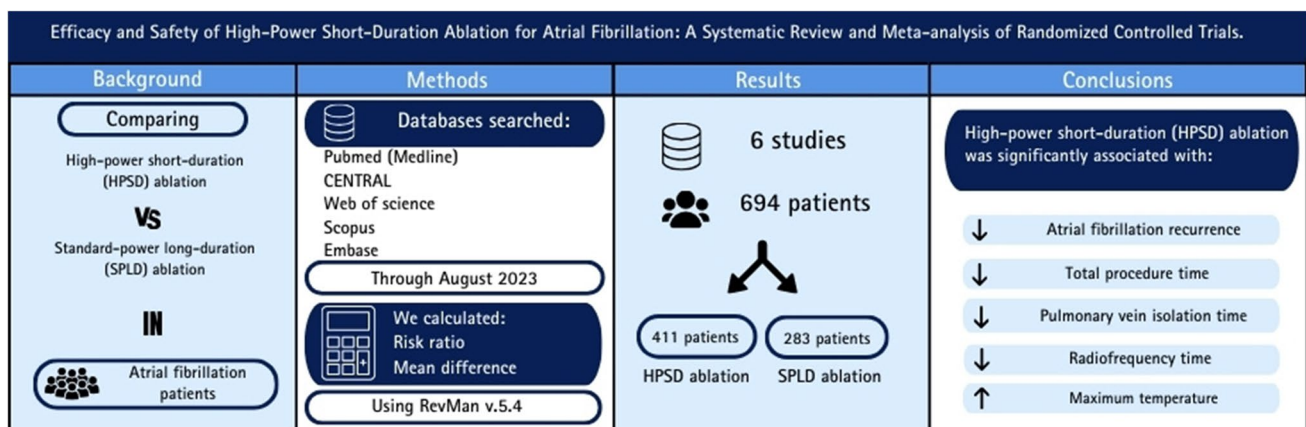 Efficacy and Safety of High-Power Short-Duration Ablation for Atrial Fibrillation: A Systematic Review and Meta-analysis of Randomized Controlled Trials.
Background
Comparing
High-power short-duration
(HPSD) ablation
VS
Standard-power long-duration
(SPLD) ablation
IN
Atrial fibrillation
patients
Methods
Databases searched:
Pubmed (Medline)
CENTRAL
Web of science
Scopus
Embase
Through August 2023
We calculated:
Risk ratio
Mean difference
Using RevMan v.5.4
Results
6 studies
694 patients
411 patients
283 patients
HPSD ablation
SPLD ablation
Conclusions
High-power short-duration (HPSD) ablation
was significantly associated with:
↓ Atrial fibrillation recurrence
↓ Total procedure time
↓ Pulmonary vein isolation time
↓ Radiofrequency time
↑ Maximum temperature